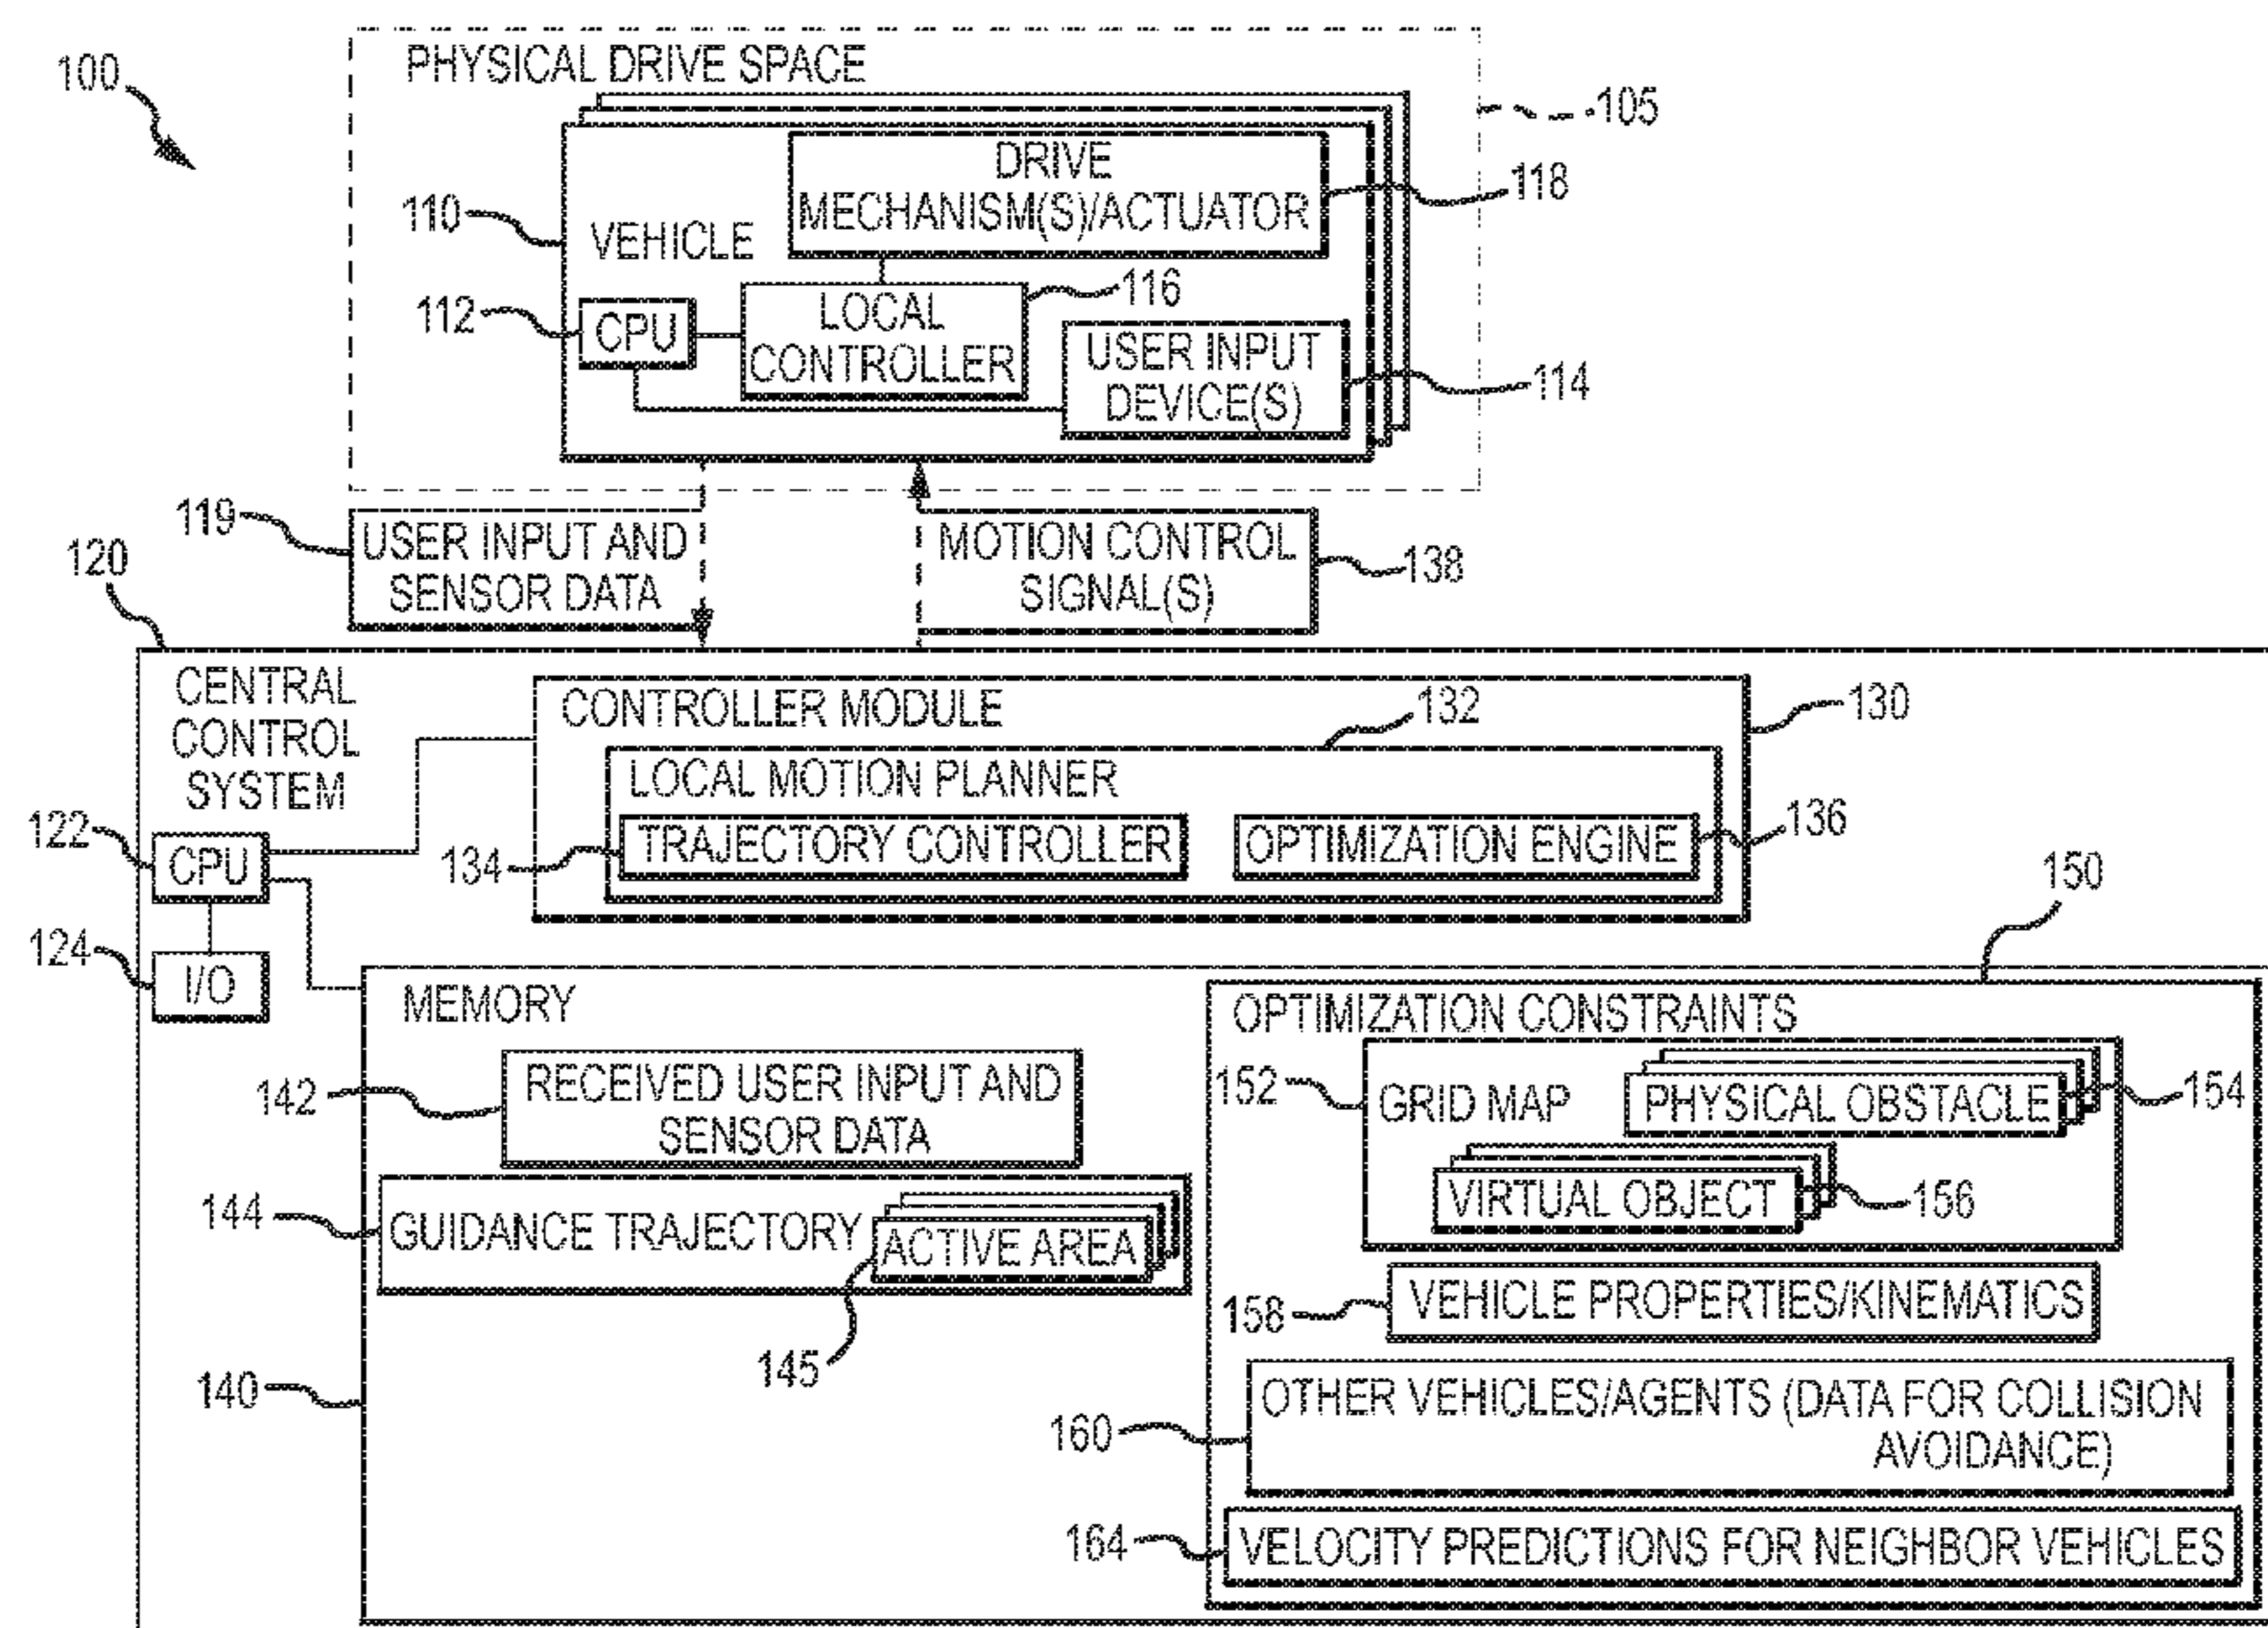 100
PHYSICAL DRIVE SPACE
105
110
VEHICLE
DRIVE
MECHANISM(S)/ACTUATOR
118
112
CPU
LOCAL
CONTROLLER
116
USER INPUT
DEVICE(S)
114
119
USER INPUT AND
SENSOR DATA
MOTION CONTROL
SIGNAL(S)
138
120
CENTRAL
CONTROL
SYSTEM
CONTROLLER MODULE
130
132
LOCAL MOTION PLANNER
134
TRAJECTORY CONTROLLER
OPTIMIZATION ENGINE
136
122
CPU
124
I/O
150
MEMORY
142
RECEIVED USER INPUT AND
SENSOR DATA
144
GUIDANCE TRAJECTORY
ACTIVE AREA
145
140
OPTIMIZATION CONSTRAINTS
152
GRID MAP
PHYSICAL OBSTACLE
154
VIRTUAL OBJECT
156
158
VEHICLE PROPERTIES/KINEMATICS
160
OTHER VEHICLES/AGENTS (DATA FOR COLLISION
AVOIDANCE)
164
VELOCITY PREDICTIONS FOR NEIGHBOR VEHICLES